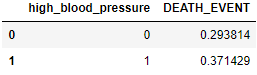 high_blood_pressure DEATH_EVENT
0 0 0.293814
1 1 0.371429